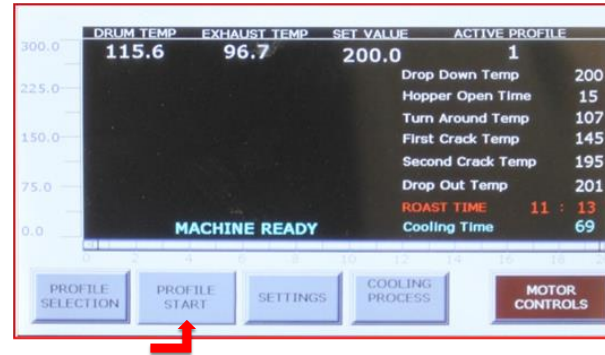 DRUM TEMP EXHAUST TEMP SET VALUE ACTIVE PROFILE
115.6 96.7 200.0 1
300.0
225.0
150.0
75.0
0.0
Drop Down Temp 200
Hopper Open Time 15
Turn Around Temp 107
First Crack Temp 145
Second Crack Temp 195
Drop Out Temp 201
ROAST TIME 11 : 13
MACHINE READY
Cooling Time 69
0 2 4 6 8 10 12 14 16 18
PROFILE
SELECTION
PROFILE
START
SETTINGS
COOLING
PROCESS
MOTOR
CONTROLS